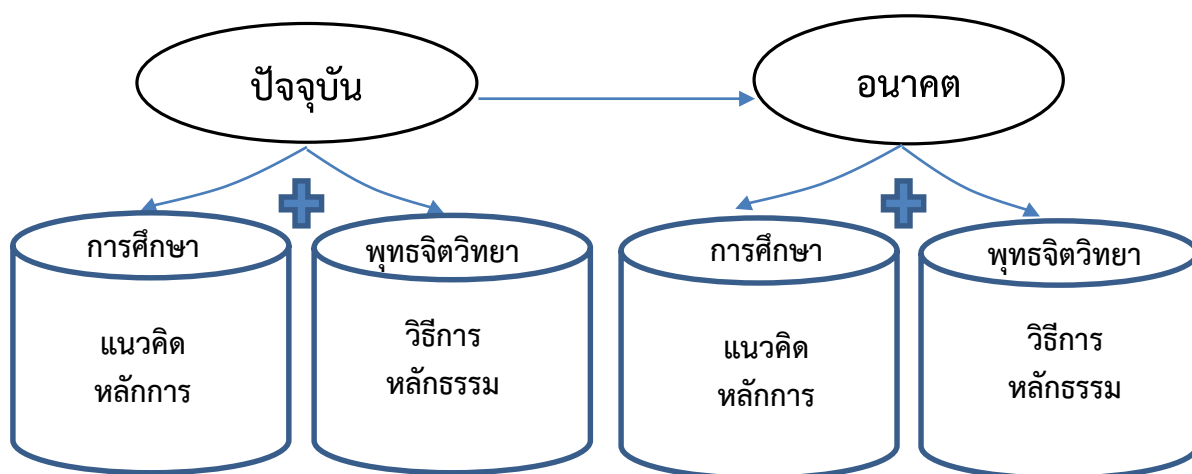 ปัจจุบัน
อนาคต
การศึกษา
พุทธจิตวิทยา
การศึกษา
พุทธจิตวิทยา
แนวคิด
หลักการ
วิธีการ
หลักธรรม
แนวคิด
หลักการ
วิธีการ
หลักธรรม